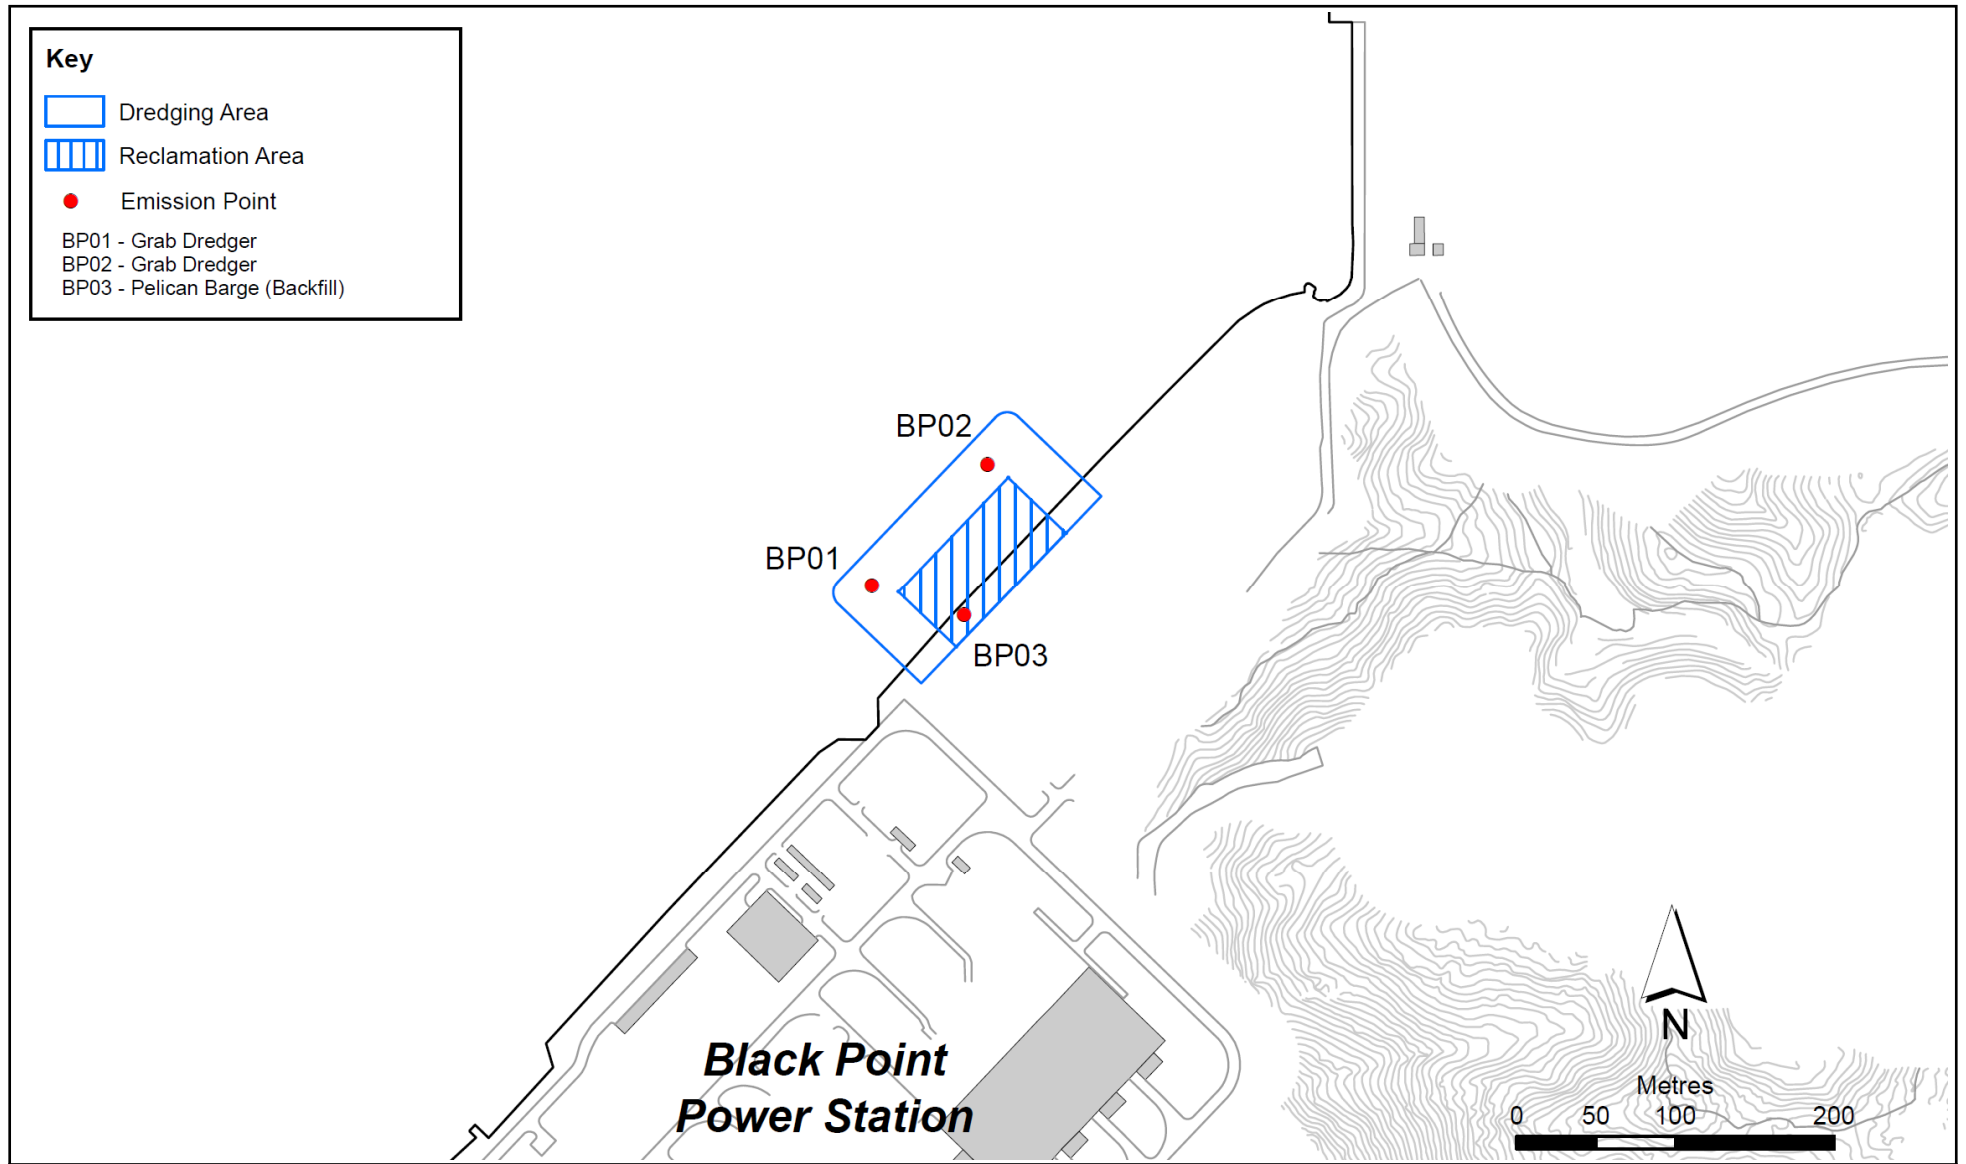 Key
Dredging Area
Reclamation Area
Emission Point
BP01 - Grab Dredger
BP02 - Grab Dredger
BP03 - Pelican Barge (Backfill)
BP02
BP01
BP03
Black Point
Power Station
N
Metres
0 50 100 200